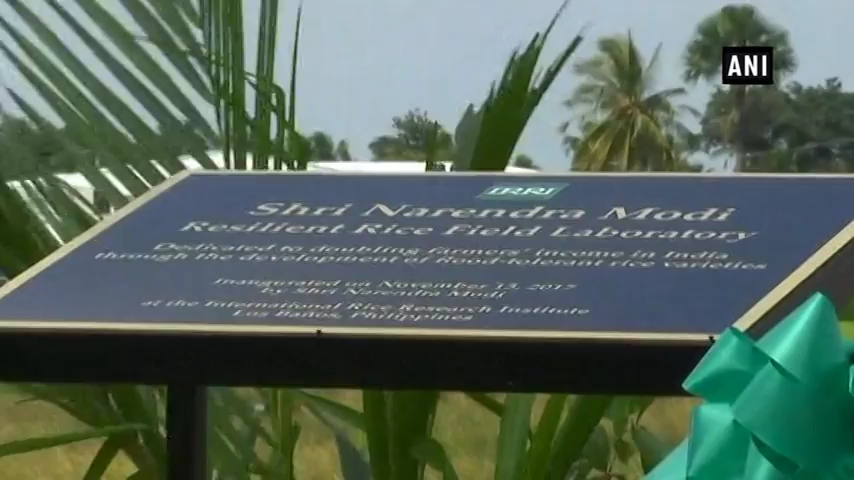 ANI
IRRI
Shri Narendra Modi
Resilient Rice Field Laboratory
Dedicated to doubling farmers income in India
through the development of flood-tolerant rice varieties
Inaugurated on November 13, 2017
by Shri Narendra Modi
at the International Rice Research Institute
Los Baños, Philippines